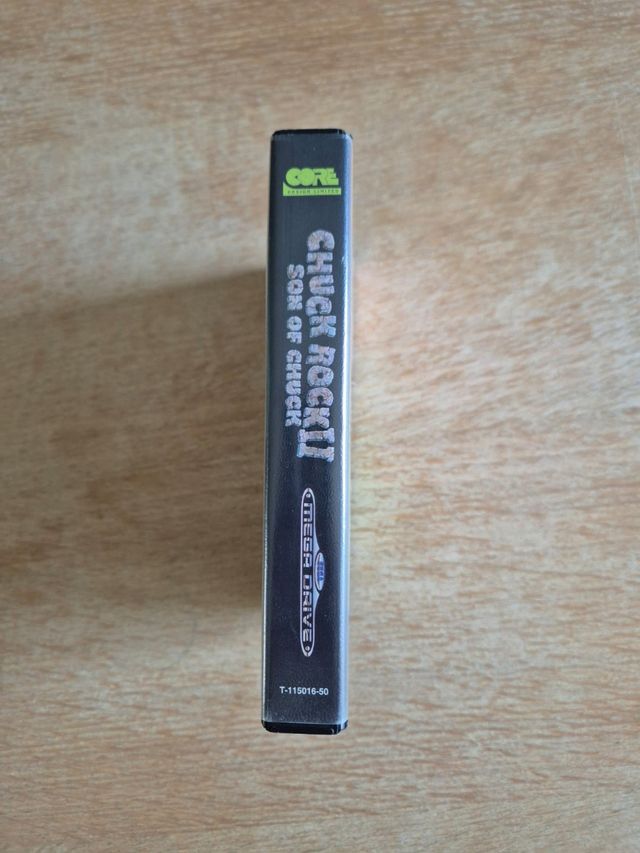 CORE
DESIGN LIMITED
CHUCK ROCK II
SON OF CHUCK
SEGA
MEGA DRIVE
T-115016-50